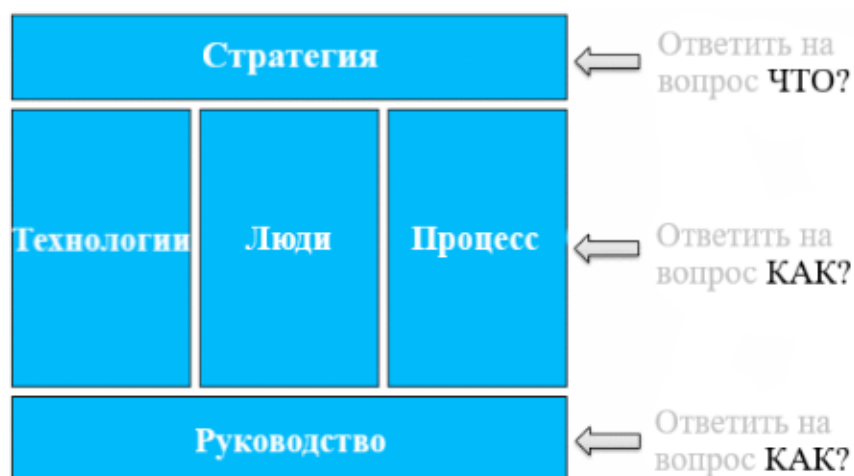 Стратегия
Ответить на
вопрос ЧТО?
Технологии
Люди
Процесс
Ответить на
вопрос КАК?
Руководство
Ответить на
вопрос КАК?